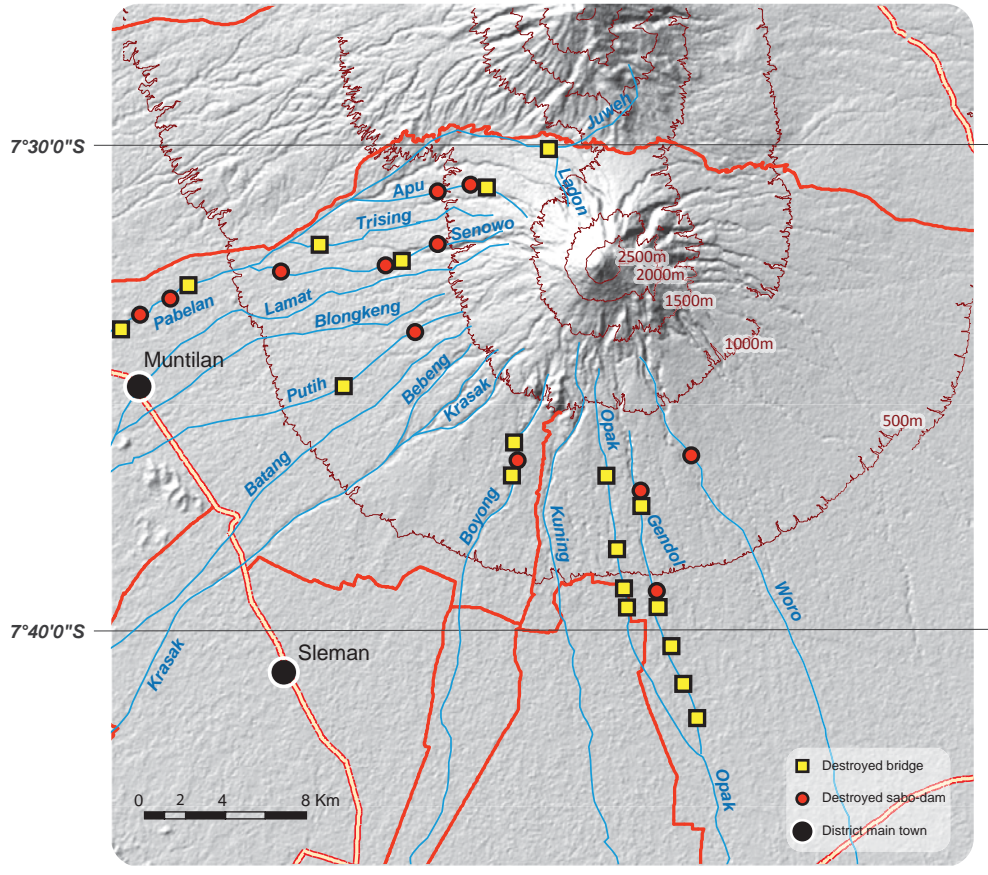 Juweh
7°30'0"S
Ladon
Apu
Trising
Senowo
2500m
2000m
1500m
Lamat
Pabelan
Blongkeng
1000m
Muntilan
Bebeng
Putih
Krasak
Opak
500m
Batang
Boyong
Kuning
Gendol
Woro
7°40'0"S
Sleman
Krasak
Opak
Destroyed bridge
Destroyed sabo-dam
District main town
0 2 4 8 Km